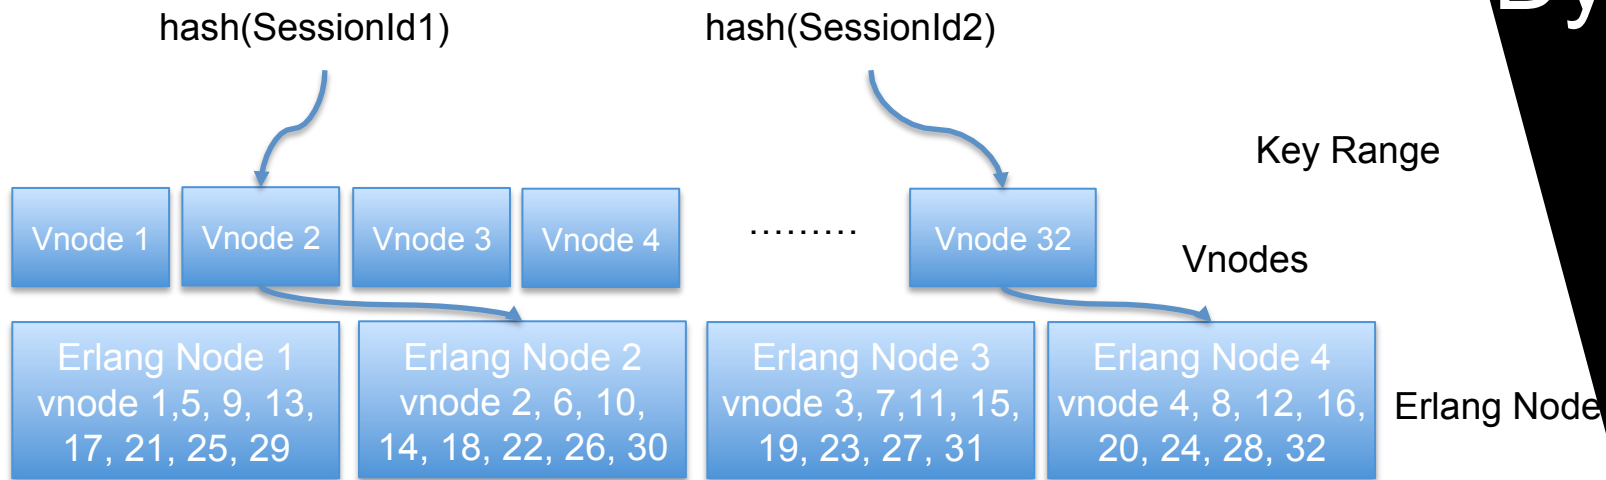 By
hash(SessionId1)
hash(SessionId2)
Key Range
Vnode 1
Vnode 2
Vnode 3
Vnode 4
.........
Vnode 32
Vnodes
Erlang Node 1
vnode 1,5, 9, 13,
17, 21, 25, 29
Erlang Node 2
vnode 2, 6, 10,
14, 18, 22, 26, 30
Erlang Node 3
vnode 3, 7,11, 15,
19, 23, 27, 31
Erlang Node 4
vnode 4, 8, 12, 16,
20, 24, 28, 32
Erlang Node